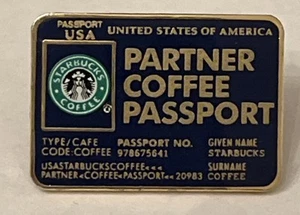 PASSPORT
USA
UNITED STATES OF AMERICA
STARBUCKS
COFFEE
PARTNER
COFFEE
PASSPORT
TYPE/CAFE
CODE:COFFEE
PASSPORT NO.
978675641
GIVEN NAME
STARBUCKS
USASTARBUCKSCOFFEE<<<
SURNAME
PARTNER<COFFEE<PASSPORT<<20983
COFFEE